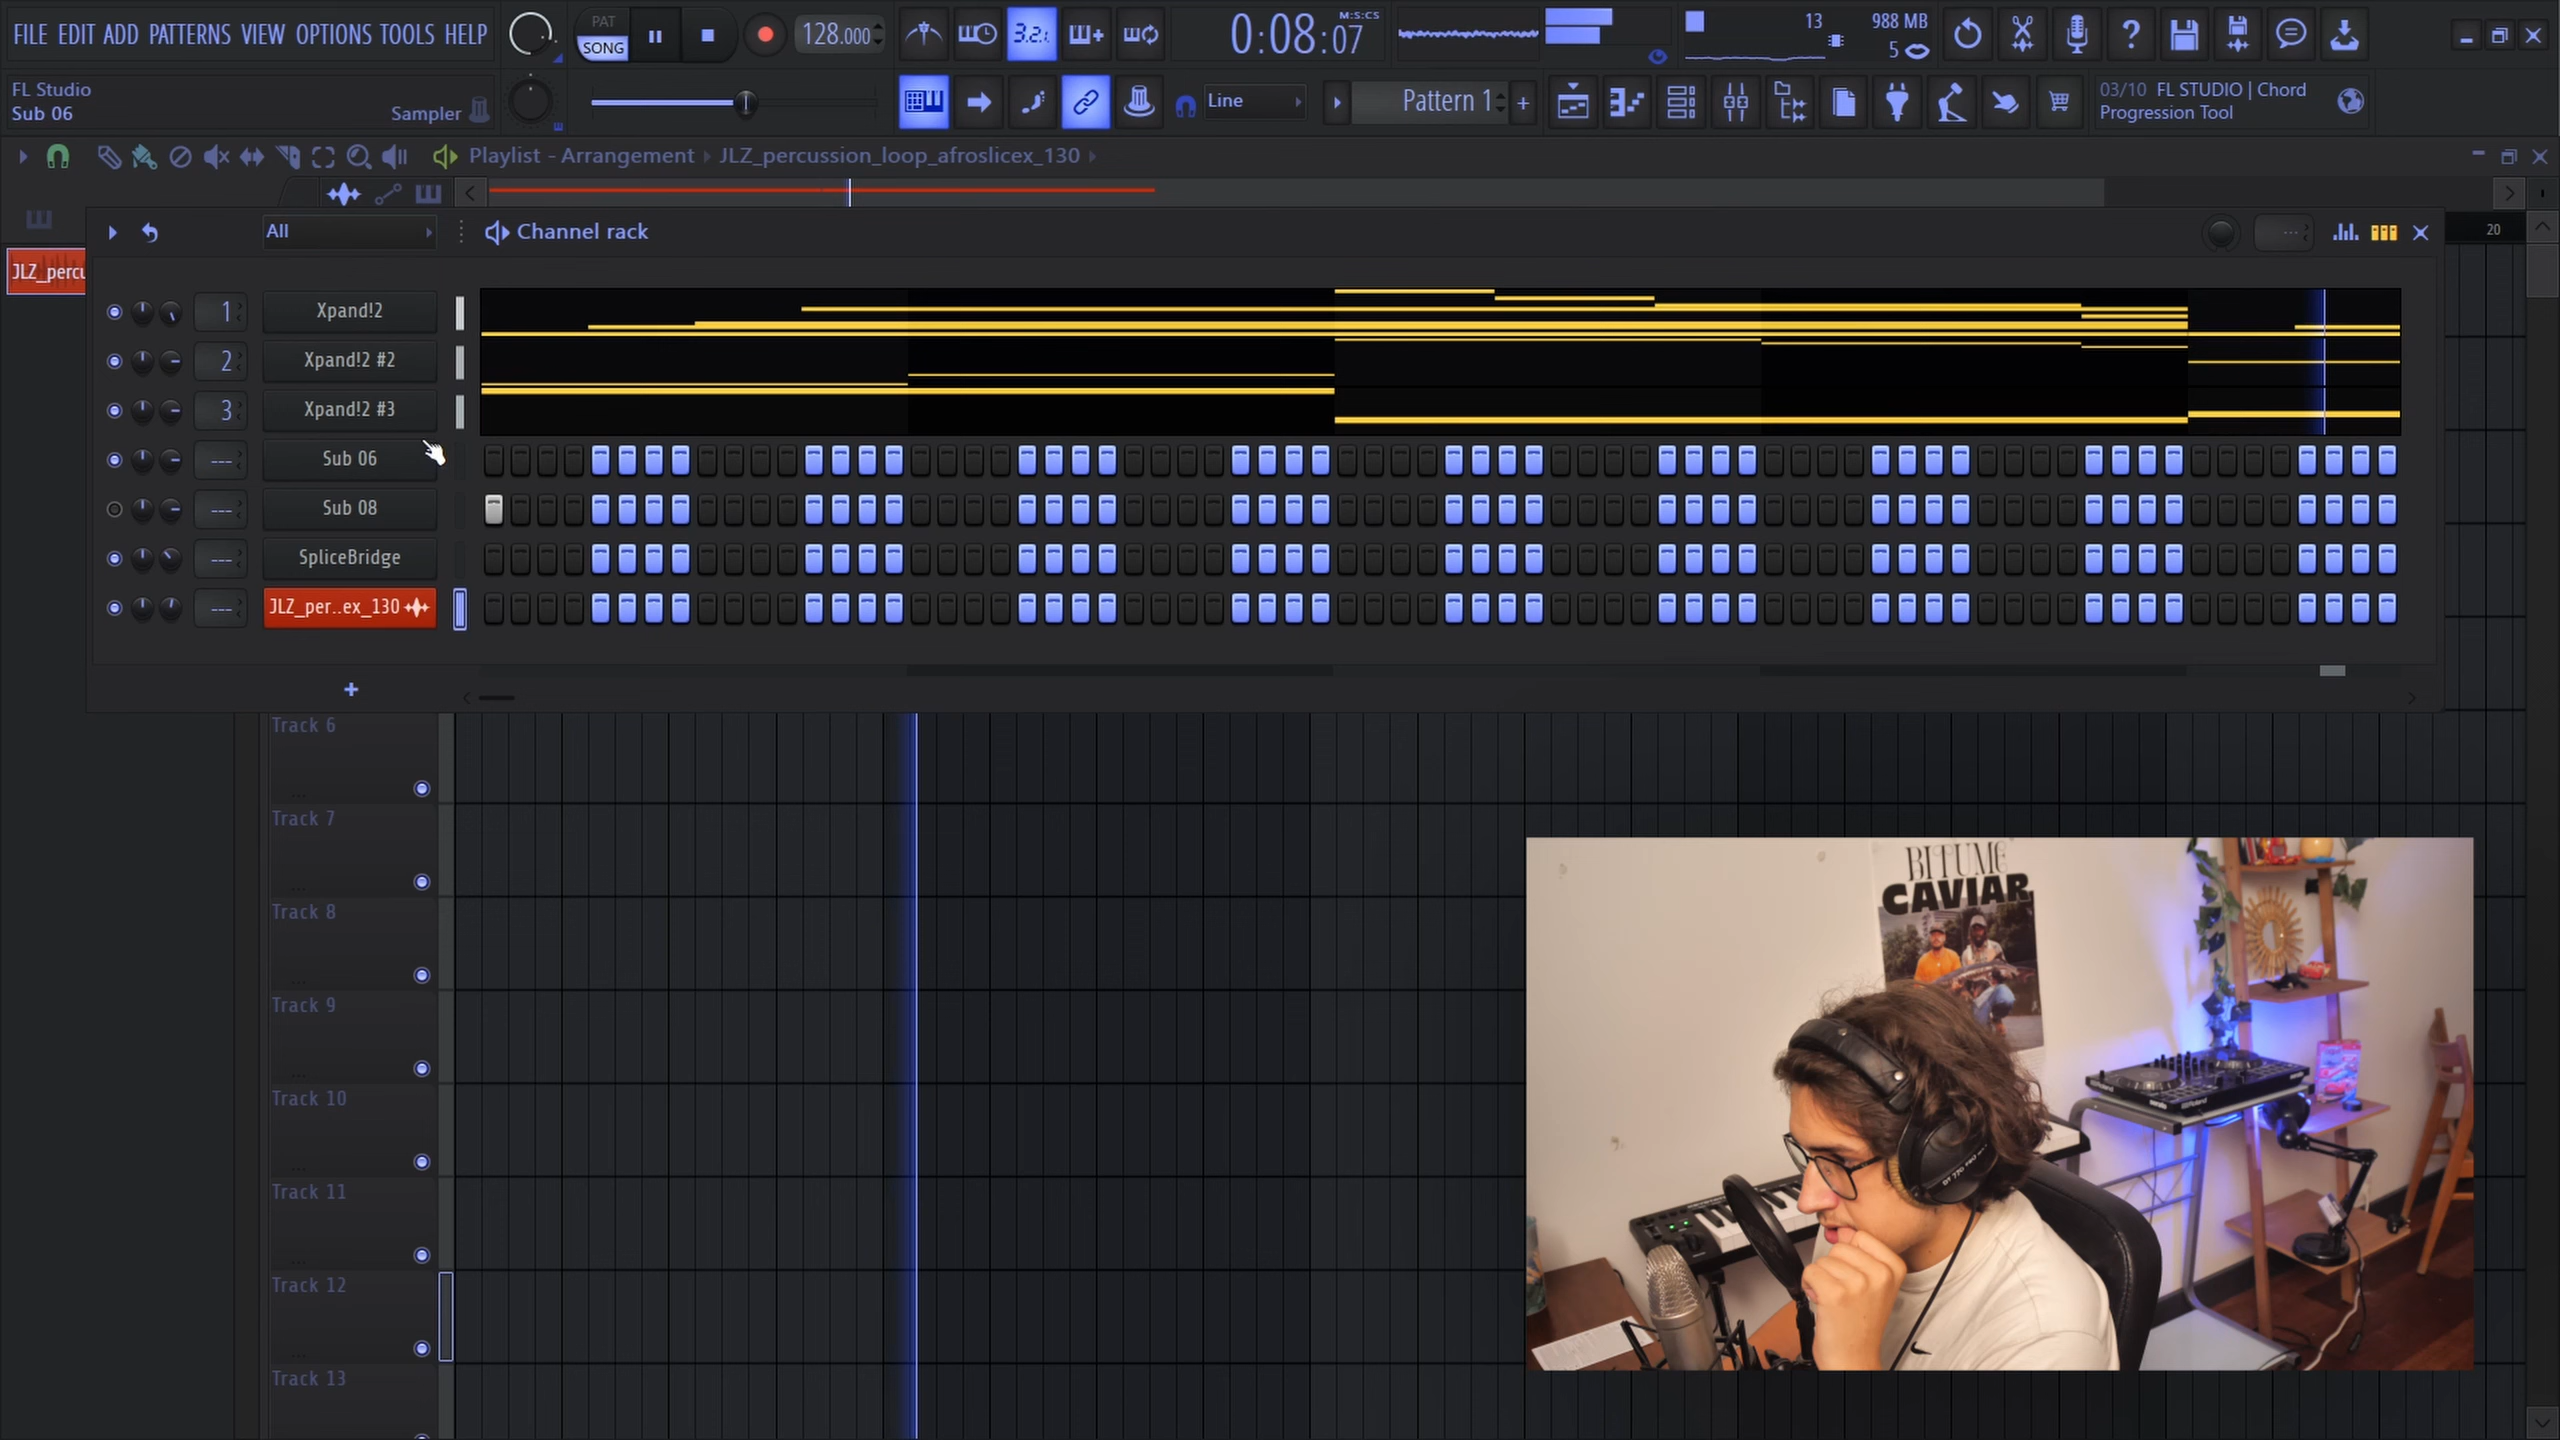 FILE EDIT ADD PATTERNS VIEW OPTIONS TOOLS HELP
PAT
SONG
128.000
3.2.
0:08:07
M:S:CS
13
988 MB
5
FL Studio
Sub 06
Sampler
Line
Pattern 1
+
03/10 FL STUDIO | Chord
Progression Tool
Playlist - Arrangement
JLZ_percussion_loop_afroslicex_130
JLZ_percu
All
Channel rack
20
1
Xpand!2
2
Xpand!2 #2
3
Xpand!2 #3
---
Sub 06
---
Sub 08
---
SpliceBridge
---
JLZ_per..ex_130
+
Track 6
Track 7
Track 8
Track 9
Track 10
Track 11
Track 12
Track 13
BITUME
CAVIAR